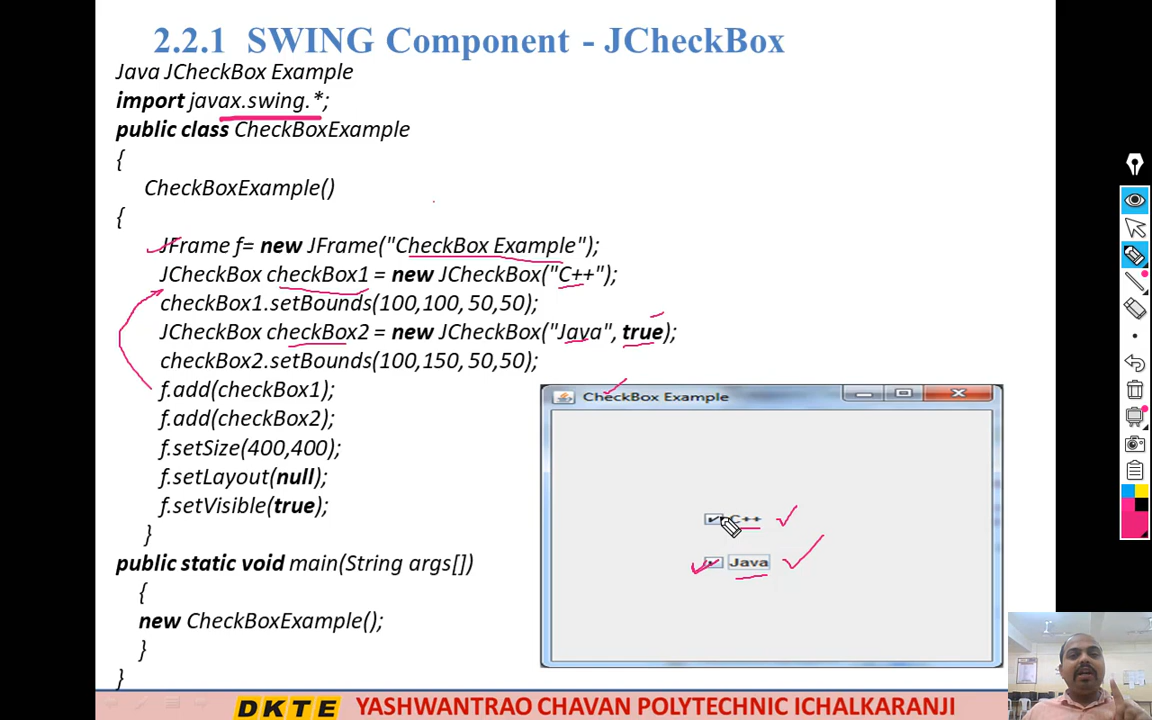 2.2.1 SWING Component - JCheckBox
Java JCheckBox Example
import javax.swing.*;
public class CheckBoxExample
{
CheckBoxExample()
{
JFrame f= new JFrame("CheckBox Example");
JCheckBox checkBox1 = new JCheckBox("C++");
checkBox1.setBounds(100,100, 50,50);
JCheckBox checkBox2 = new JCheckBox("Java", true);
checkBox2.setBounds(100,150, 50,50);
f.add(checkBox1);
f.add(checkBox2);
f.setSize(400,400);
f.setLayout(null);
f.setVisible(true);
}
public static void main(String args[])
{
new CheckBoxExample();
}
}
CheckBox Example
C++
Java
DKTE YASHWANTRAO CHAVAN POLYTECHNIC ICHALKARANJI